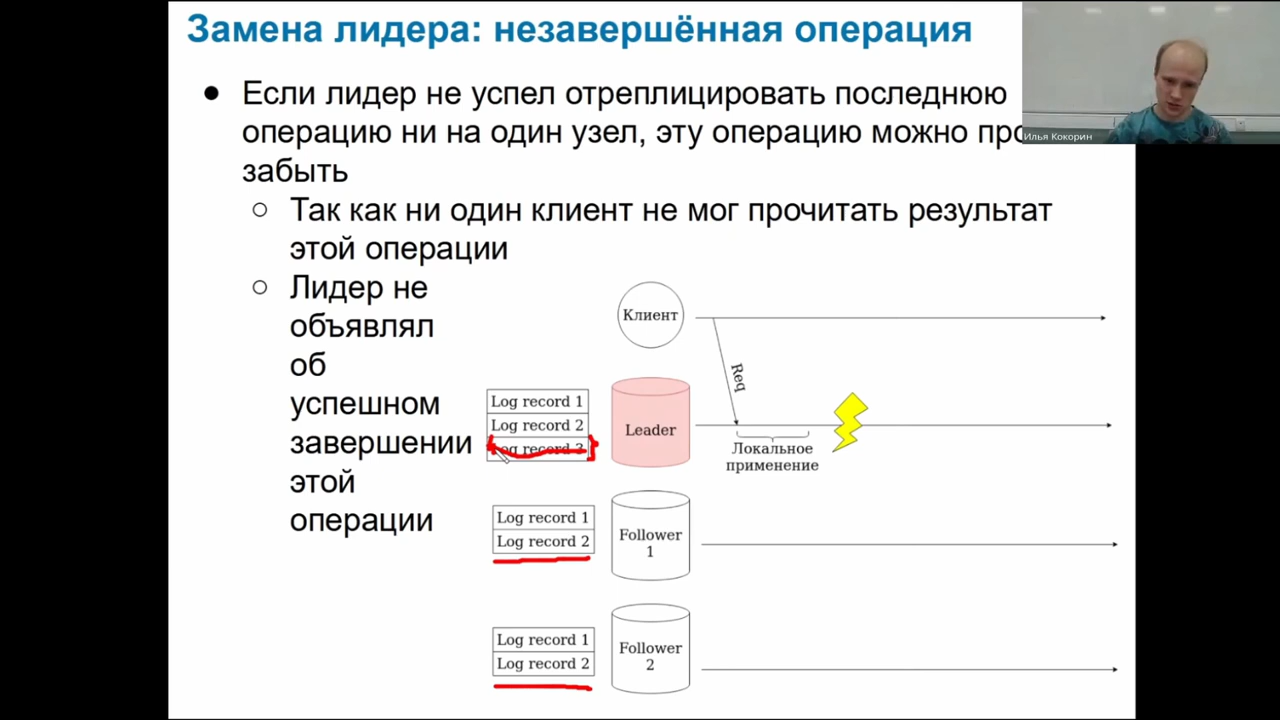 Замена лидера: незавершённая операция
Илья Кокорин
● Если лидер не успел отреплицировать последнюю
операцию ни на один узел, эту операцию можно
забыть
○ Так как ни один клиент не мог прочитать результат
этой операции
○ Лидер не
объявлял
об
успешном
завершении
этой
операции
Клиент
Req
Log record 1
Log record 2
Log record 3
Leader
Локальное
применение
Log record 1
Log record 2
Follower
1
Log record 1
Log record 2
Follower
2